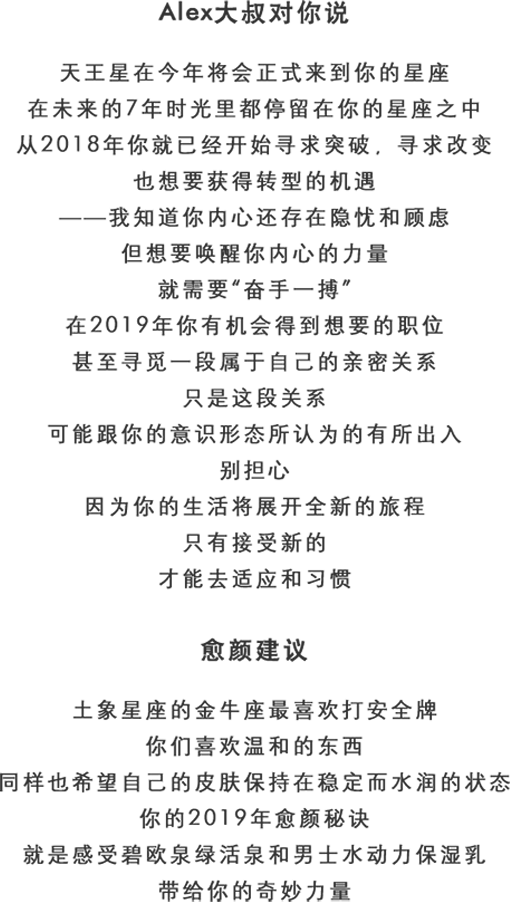 Alex大叔对你说
天王星在今年将会正式来到你的星座
在未来的7年时光里都停留在你的星座之中
从2018年你就已经开始寻求突破，寻求改变
也想要获得转型的机遇
——我知道你内心还存在隐忧和顾虑
但想要唤醒你内心的力量
就需要“奋手一搏”
在2019年你有机会得到想要的职位
甚至寻觅一段属于自己的亲密关系
只是这段关系
可能跟你的意识形态所认为的有所出入
别担心
因为你的生活将展开全新的旅程
只有接受新的
才能去适应和习惯
愈颜建议
土象星座的金牛座最喜欢打安全牌
你们喜欢温和的东西
同样也希望自己的皮肤保持在稳定而水润的状态
你的2019年愈颜秘诀
就是感受碧欧泉绿活泉和男士水动力保湿乳
带给你的奇妙力量